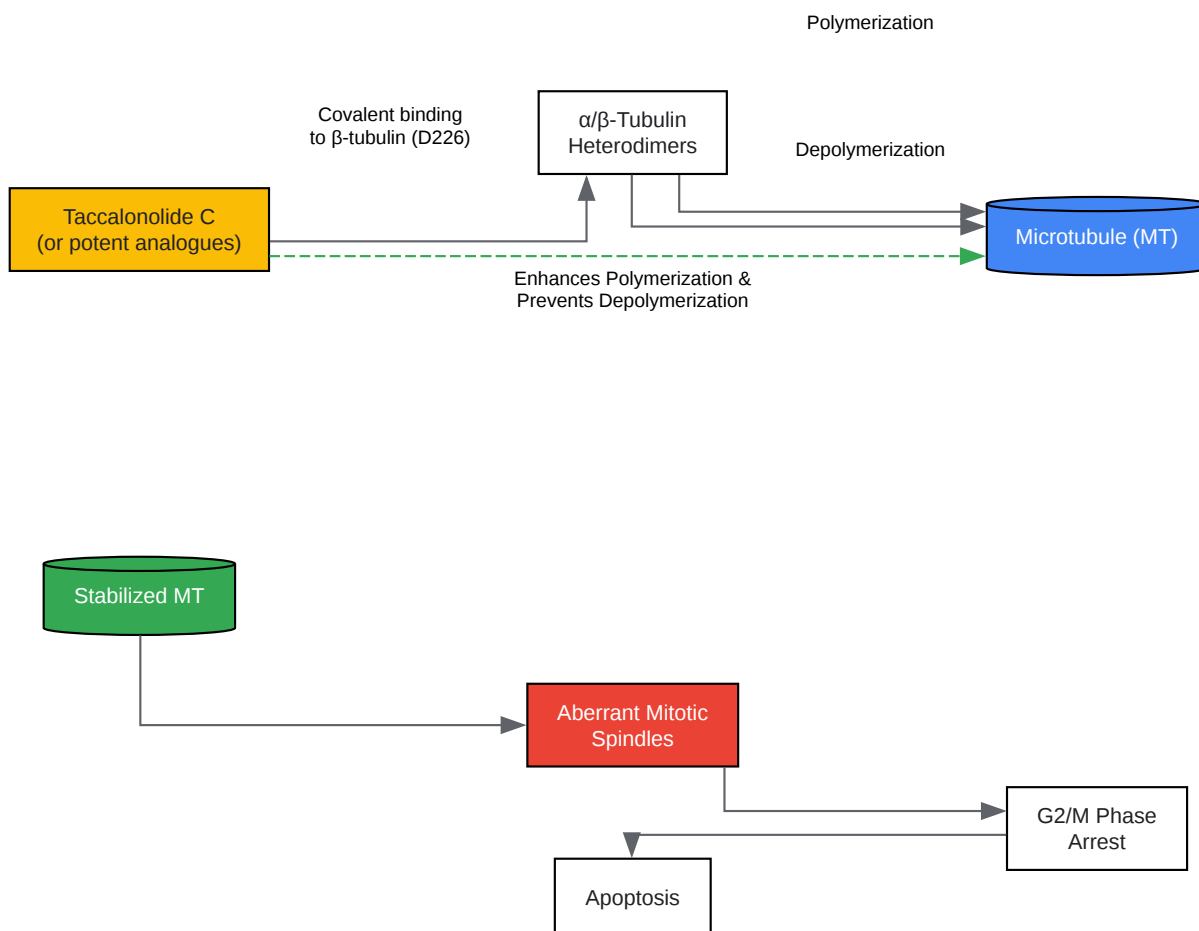 Polymerization
Covalent binding
to β-tubulin (D226)
α/β-Tubulin
Heterodimers
Depolymerization
Taccalonolide C
(or potent analogues)
Microtubule (MT)
Enhances Polymerization &
Prevents Depolymerization
Stabilized MT
Aberrant Mitotic
Spindles
G2/M Phase
Arrest
Apoptosis